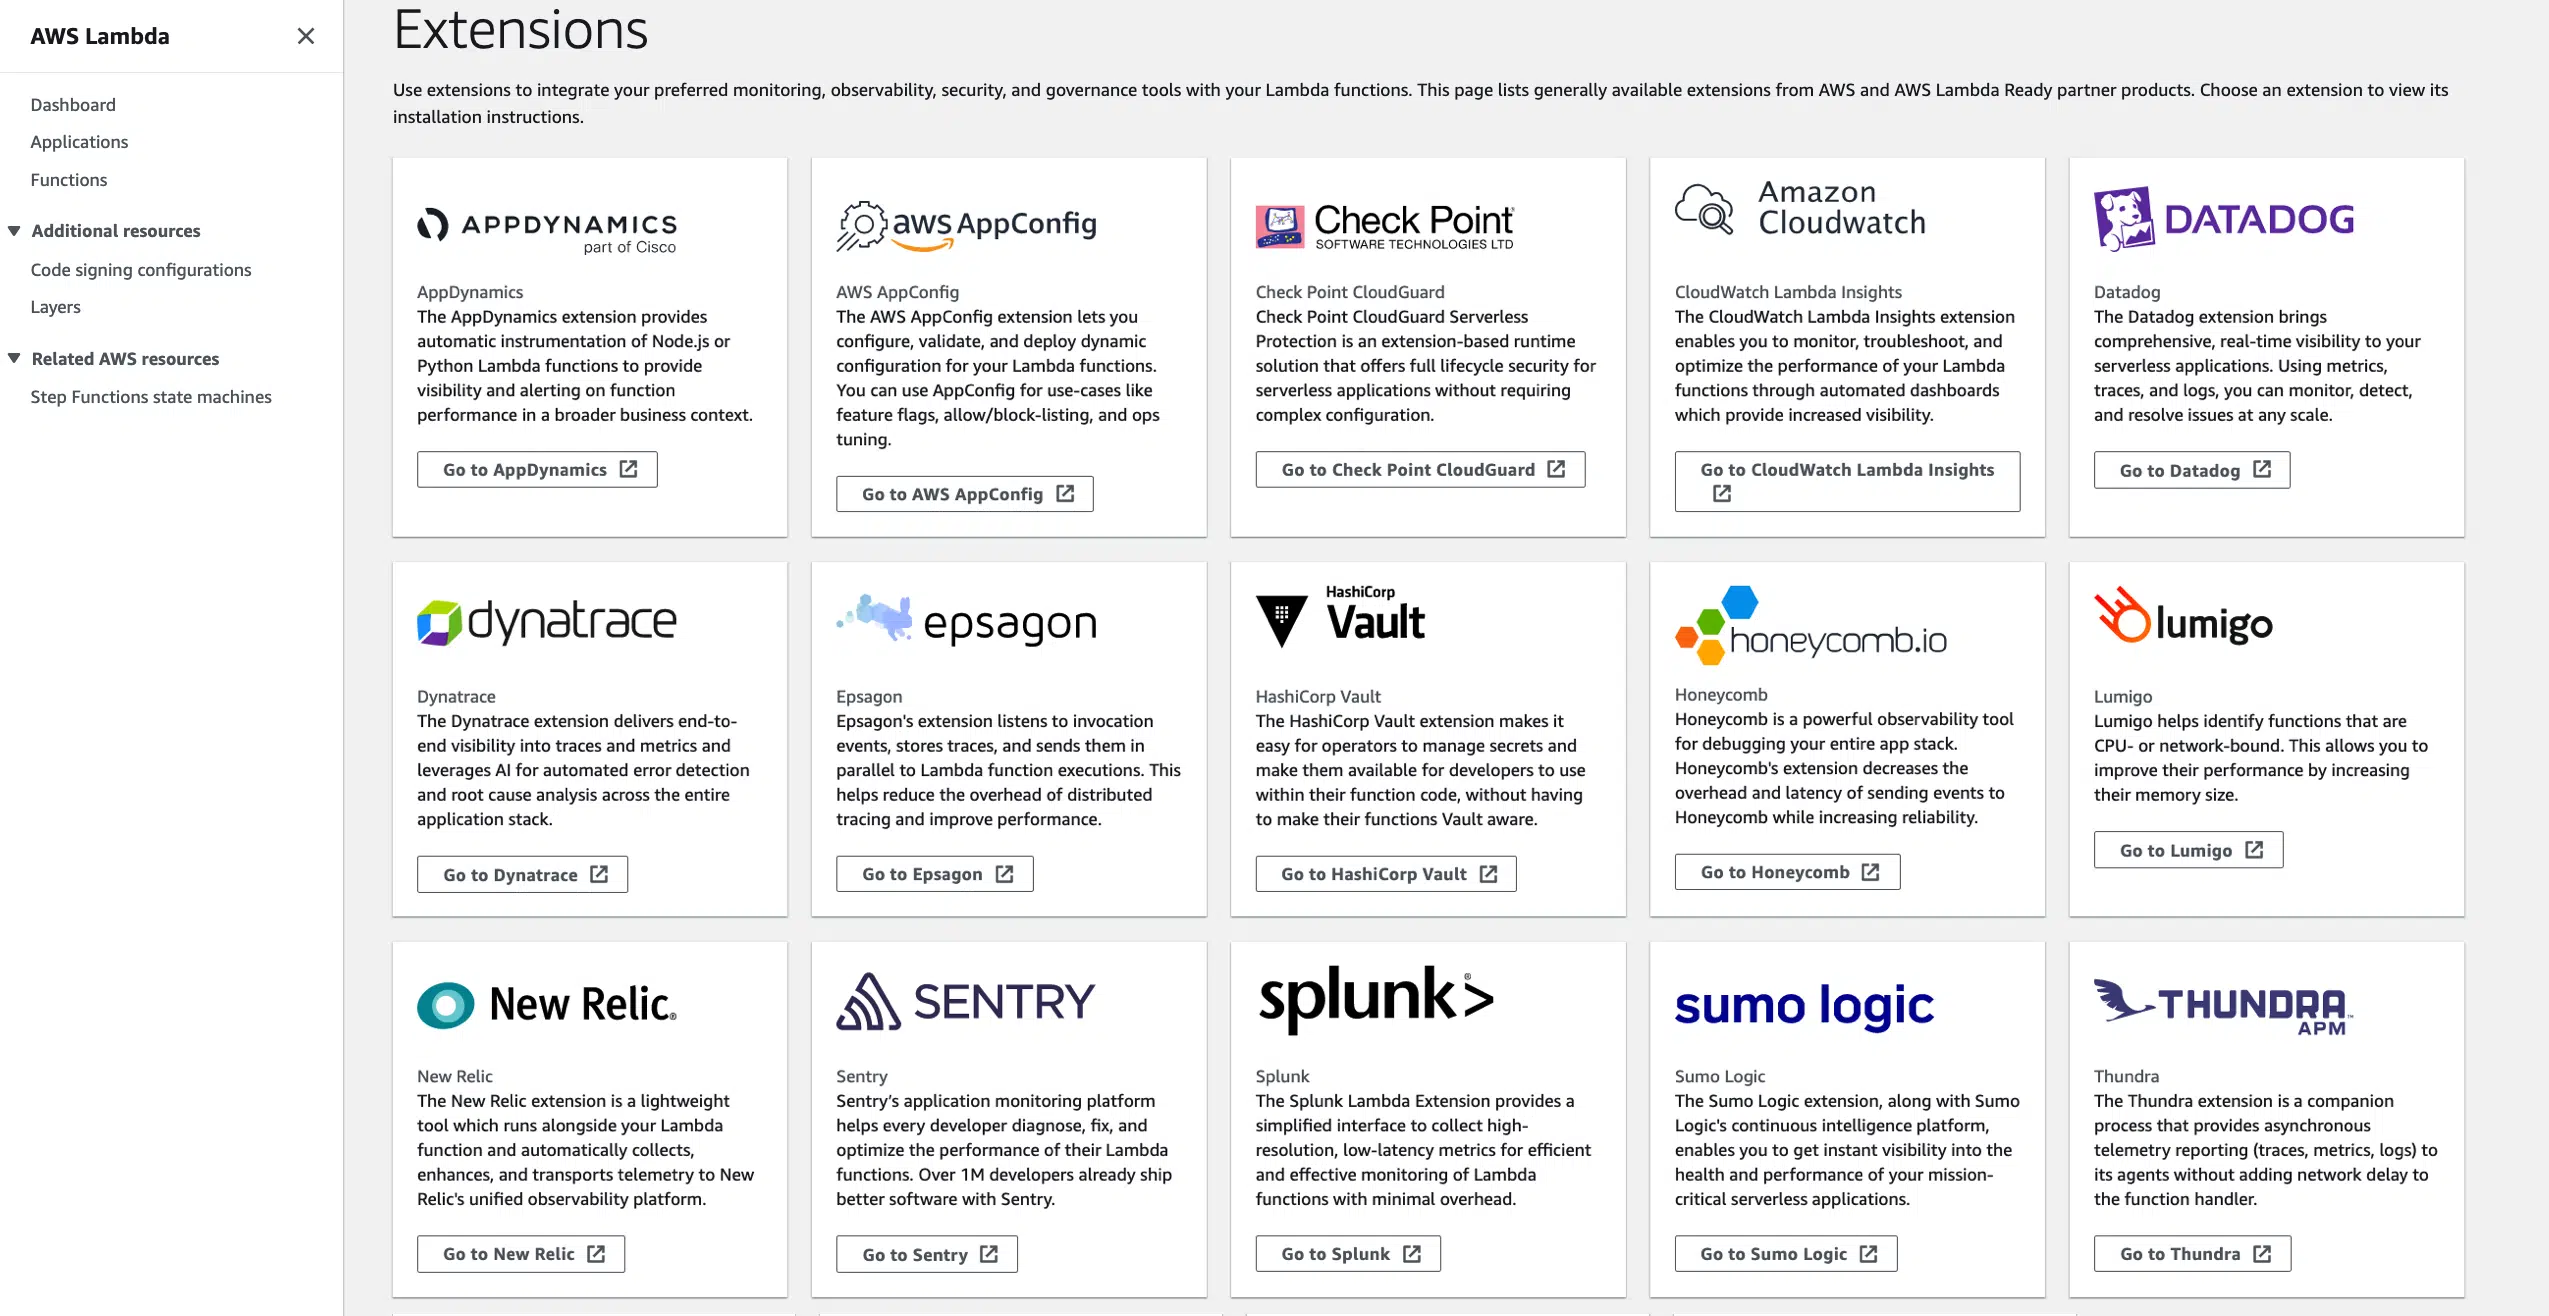 AWS Lambda
Dashboard
Applications
Functions
Additional resources
Code signing configurations
Layers
Related AWS resources
Step Functions state machines
Extensions
Use extensions to integrate your preferred monitoring, observability, security, and governance tools with your Lambda functions. This page lists generally available extensions from AWS and AWS Lambda Ready partner products. Choose an extension to view its
installation instructions.
APPDYNAMICS
part of Cisco
AppDynamics
The AppDynamics extension provides
automatic instrumentation of Node.js or
Python Lambda functions to provide
visibility and alerting on function
performance in a broader business context.
Go to AppDynamics
aws AppConfig
AWS AppConfig
The AWS AppConfig extension lets you
configure, validate, and deploy dynamic
configuration for your Lambda functions.
You can use AppConfig for use-cases like
feature flags, allow/block-listing, and ops
tuning.
Go to AWS AppConfig
Check Point
SOFTWARE TECHNOLOGIES LTD
Check Point CloudGuard
Check Point CloudGuard Serverless
Protection is an extension-based runtime
solution that offers full lifecycle security for
serverless applications without requiring
complex configuration.
Go to Check Point CloudGuard
Amazon
Cloudwatch
CloudWatch Lambda Insights
The CloudWatch Lambda Insights extension
enables you to monitor, troubleshoot, and
optimize the performance of your Lambda
functions through automated dashboards
which provide increased visibility.
Go to CloudWatch Lambda Insights
DATADOG
Datadog
The Datadog extension brings
comprehensive, real-time visibility to your
serverless applications. Using metrics,
traces, and logs, you can monitor, detect,
and resolve issues at any scale.
Go to Datadog
dynatrace
Dynatrace
The Dynatrace extension delivers end-to-
end visibility into traces and metrics and
leverages AI for automated error detection
and root cause analysis across the entire
application stack.
Go to Dynatrace
epsagon
Epsagon
Epsagon's extension listens to invocation
events, stores traces, and sends them in
parallel to Lambda function executions. This
helps reduce the overhead of distributed
tracing and improve performance.
Go to Epsagon
HashiCorp
Vault
HashiCorp Vault
The HashiCorp Vault extension makes it
easy for operators to manage secrets and
make them available for developers to use
within their function code, without having
to make their functions Vault aware.
Go to HashiCorp Vault
honeycomb.io
Honeycomb
Honeycomb is a powerful observability tool
for debugging your entire app stack.
Honeycomb's extension decreases the
overhead and latency of sending events to
Honeycomb while increasing reliability.
Go to Honeycomb
lumigo
Lumigo
Lumigo helps identify functions that are
CPU- or network-bound. This allows you to
improve their performance by increasing
their memory size.
Go to Lumigo
New Relic®
New Relic
The New Relic extension is a lightweight
tool which runs alongside your Lambda
function and automatically collects,
enhances, and transports telemetry to New
Relic's unified observability platform.
Go to New Relic
SENTRY
Sentry
Sentry’s application monitoring platform
helps every developer diagnose, fix, and
optimize the performance of their Lambda
functions. Over 1M developers already ship
better software with Sentry.
Go to Sentry
splunk>®
Splunk
The Splunk Lambda Extension provides a
simplified interface to collect high-
resolution, low-latency metrics for efficient
and effective monitoring of Lambda
functions with minimal overhead.
Go to Splunk
sumo logic
Sumo Logic
The Sumo Logic extension, along with Sumo
Logic's continuous intelligence platform,
enables you to get instant visibility into the
health and performance of your mission-
critical serverless applications.
Go to Sumo Logic
THUNDRA™
APM
Thundra
The Thundra extension is a companion
process that provides asynchronous
telemetry reporting (traces, metrics, logs) to
its agents without adding network delay to
the function handler.
Go to Thundra